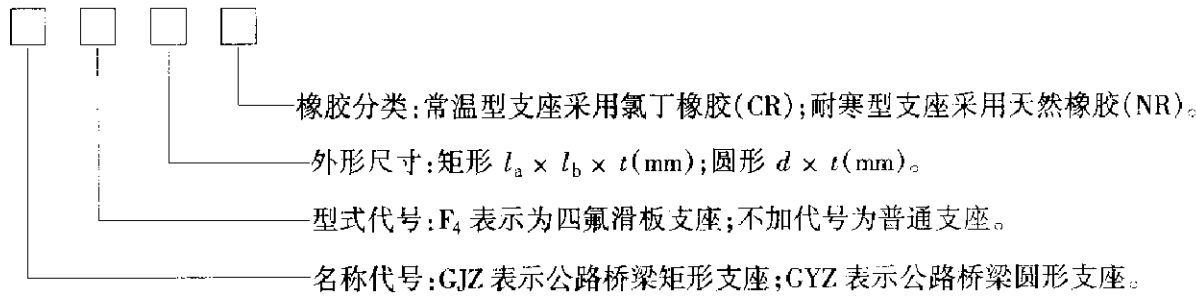 橡胶分类:常温型支座采用氯丁橡胶(CR);耐寒型支座采用天然橡胶(NR)。
外形尺寸:矩形 lₐ × l_b × t(mm);圆形 d × t(mm)。
型式代号:F₄ 表示为四氟滑板支座;不加代号为普通支座。
名称代号:GJZ 表示公路桥梁矩形支座;GYZ 表示公路桥梁圆形支座。